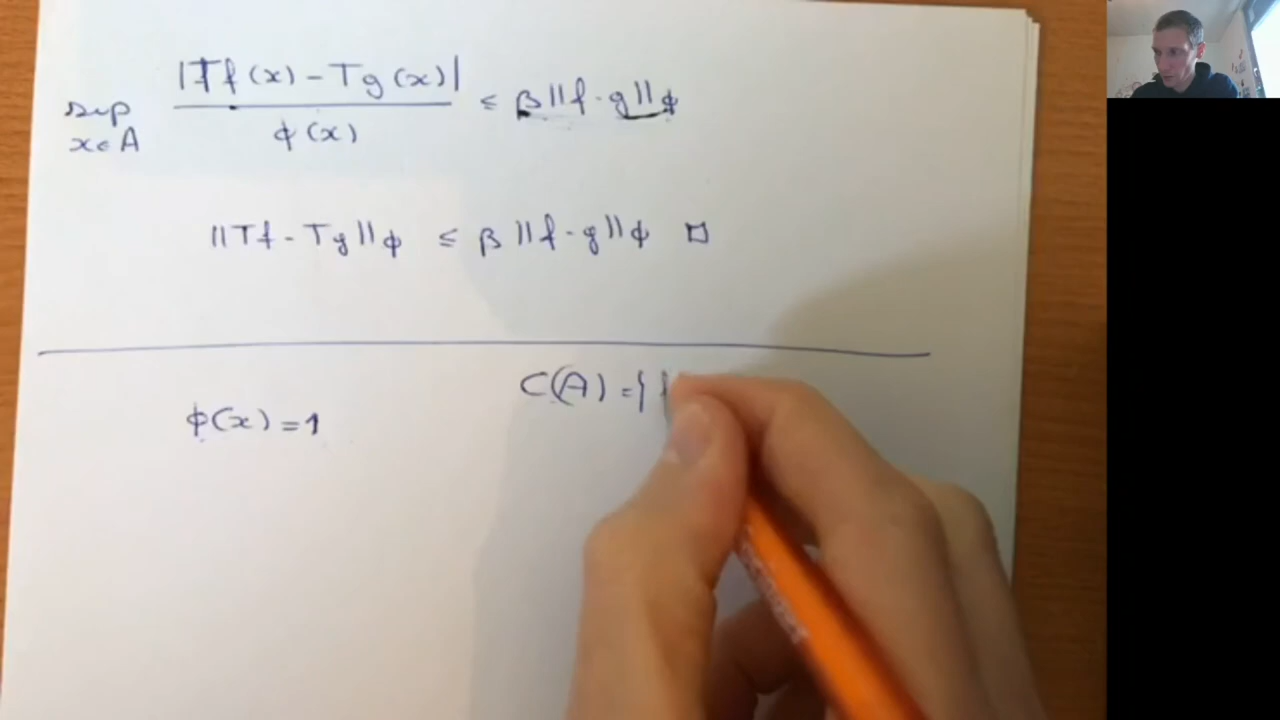 sup x∈A |Tf(x) - Tg(x)| / φ(x) ≤ β||f-g||φ
||Tf - Tg||φ ≤ β||f-g||φ □
φ(x) = 1
C(A) = { f